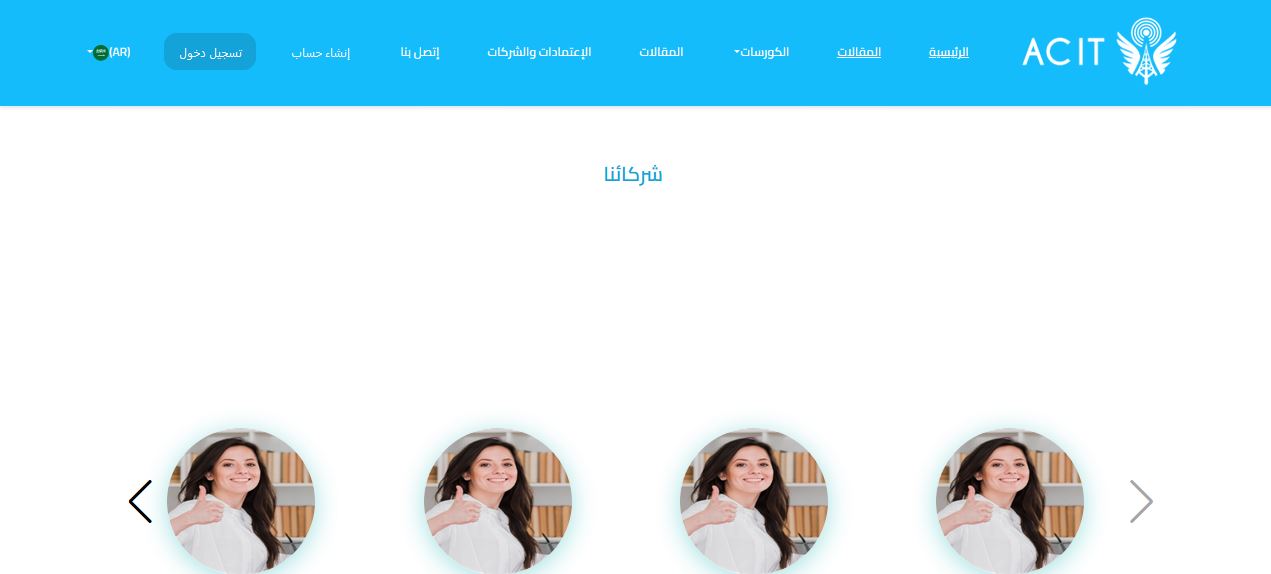 ACIT
الرئيسية
المقالات
الكورسات
المقالات
الإعتمادات والشركات
إتصل بنا
إنشاء حساب
تسجيل دخول
(AR)
شركائنا